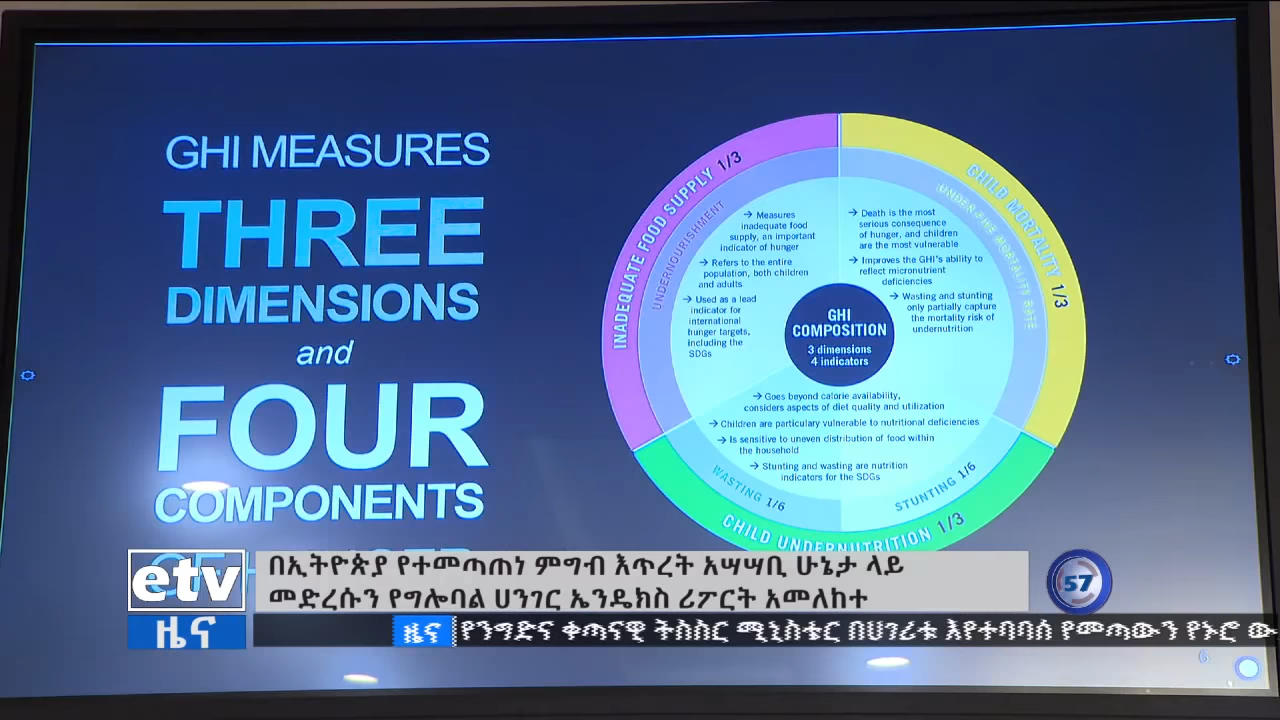 GHI MEASURES
THREE
DIMENSIONS
and
FOUR
COMPONENTS
INADEQUATE FOOD SUPPLY 1/3
UNDERNOURISHMENT
→ Measures
inadequate food
supply, an important
indicator of hunger
→ Refers to the entire
population, both children
and adults
→ Used as a lead
indicator for
international
hunger targets,
including the
SDGs
CHILD MORTALITY 1/3
UNDER-FIVE MORTALITY RATE
→ Death is the most
serious consequence
of hunger, and children
are the most vulnerable
→ Improves the GHI's ability to
reflect micronutrient
deficiencies
→ Wasting and stunting
only partially capture
the mortality risk of
undernutrition
GHI
COMPOSITION
3 dimensions
4 indicators
→ Goes beyond calorie availability,
considers aspects of diet quality and utilization
→ Children are particulary vulnerable to nutritional deficiencies
→ Is sensitive to uneven distribution of food within
the household
→ Stunting and wasting are nutrition
indicators for the SDGs
WASTING 1/6
STUNTING 1/6
CHILD UNDERNUTRITION 1/3
etv
ዜና
በኢትዮጵያ የተመጣጠነ ምግብ እጥረት አሣሣቢ ሁኔታ ላይ
መድረሱን የግሎባል ሀንገር ኤንዴክስ ሪፖርት አመለከተ
57
ዜና የንግድና ቀጣናዊ ትስስር ሚኒስቴር በሀገሪቱ እየተባባሰ የመጣውን የኑሮ